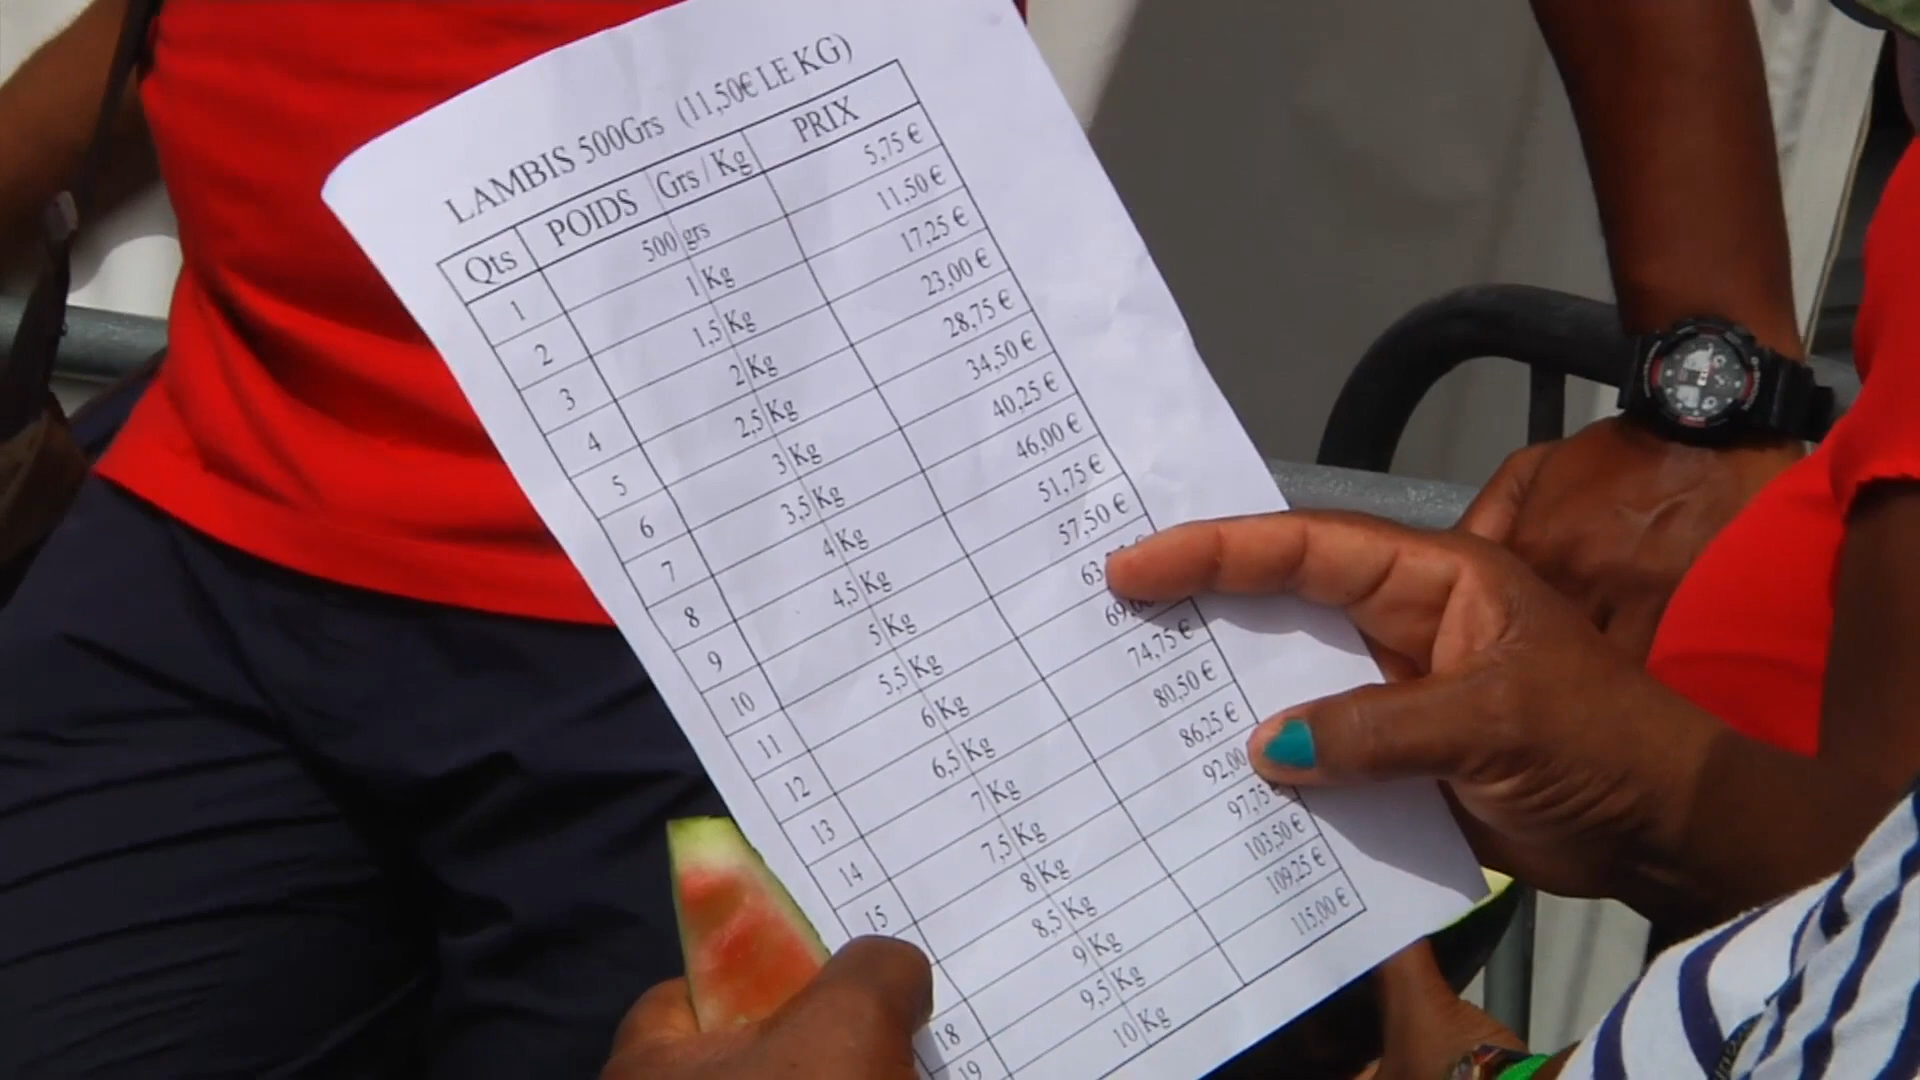 LAMBIS 500Grs (11,50€ LE KG)
Qts POIDS Grs / Kg PRIX
1 500 grs 5,75 €
2 1 Kg 11,50 €
3 1,5 Kg 17,25 €
4 2 Kg 23,00 €
5 2,5 Kg 28,75 €
6 3 Kg 34,50 €
7 3,5 Kg 40,25 €
8 4 Kg 46,00 €
9 4,5 Kg 51,75 €
10 5 Kg 57,50 €
11 5,5 Kg 63
12 6 Kg 69,00
13 6,5 Kg 74,75 €
14 7 Kg 80,50 €
15 7,5 Kg 86,25 €
8 Kg 92,00
8,5 Kg 97,75 €
18 9 Kg 103,50 €
19 9,5 Kg 109,25 €
10 Kg 115,00 €